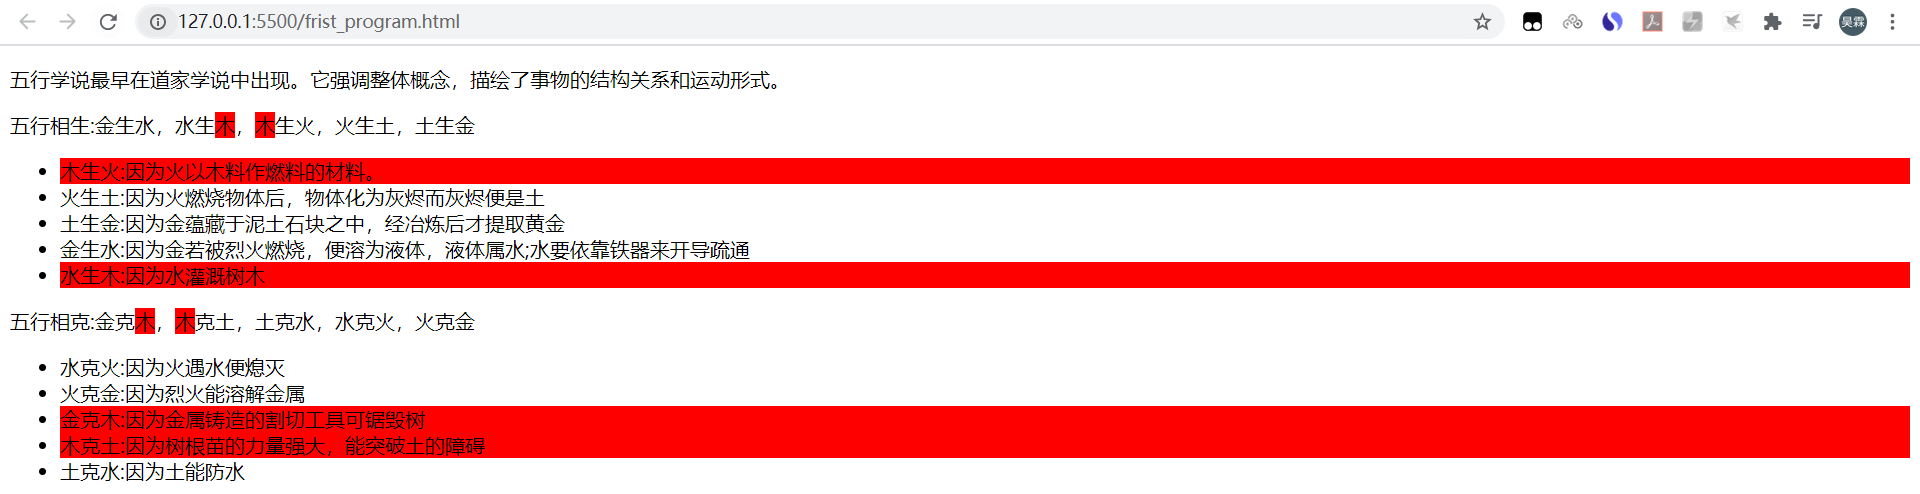 127.0.0.1:5500/frist_program.html
昊霖
五行学说最早在道家学说中出现。它强调整体概念，描绘了事物的结构关系和运动形式。
五行相生:金生水，水生木，木生火，火生土，土生金
木生火:因为火以木料作燃料的材料。
火生土:因为火燃烧物体后，物体化为灰烬而灰烬便是土
土生金:因为金蕴藏于泥土石块之中，经冶炼后才提取黄金
金生水:因为金若被烈火燃烧，便溶为液体，液体属水;水要依靠铁器来开导疏通
水生木:因为水灌溉树木
五行相克:金克木，木克土，土克水，水克火，火克金
水克火:因为火遇水便熄灭
火克金:因为烈火能溶解金属
金克木:因为金属铸造的割切工具可锯毁树
木克土:因为树根苗的力量强大，能突破土的障碍
土克水:因为土能防水